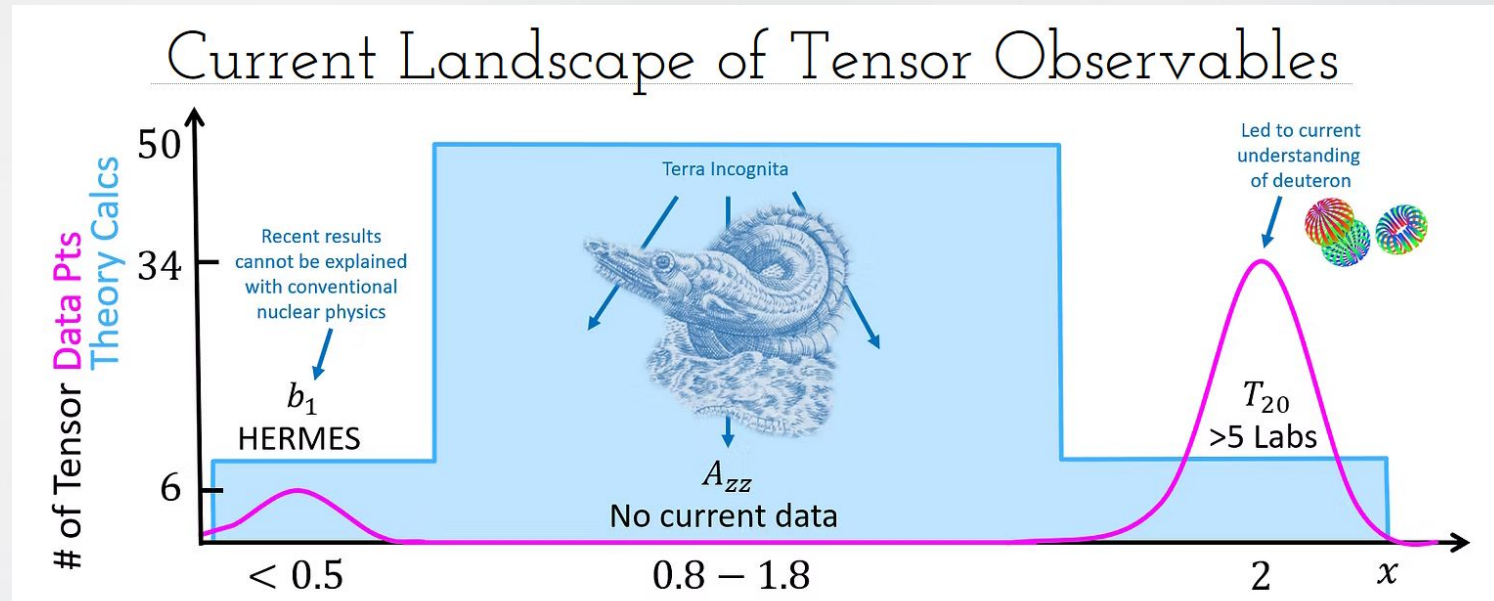 Current Landscape of Tensor Observables
# of Tensor Data Pts
Theory Calcs
50
34
6
Recent results
cannot be explained
with conventional
nuclear physics
b₁
HERMES
Terra Incognita
A_zz
No current data
Led to current
understanding
of deuteron
T₂₀
>5 Labs
< 0.5
0.8 – 1.8
2
x